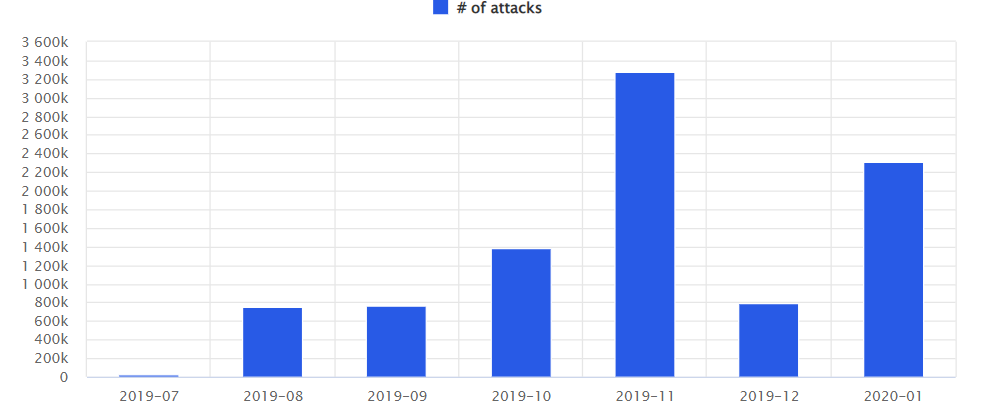 # of attacks
3 600k
3 400k
3 200k
3 000k
2 800k
2 600k
2 400k
2 200k
2 000k
1 800k
1 600k
1 400k
1 200k
1 000k
800k
600k
400k
200k
0
2019-07 2019-08 2019-09 2019-10 2019-11 2019-12 2020-01